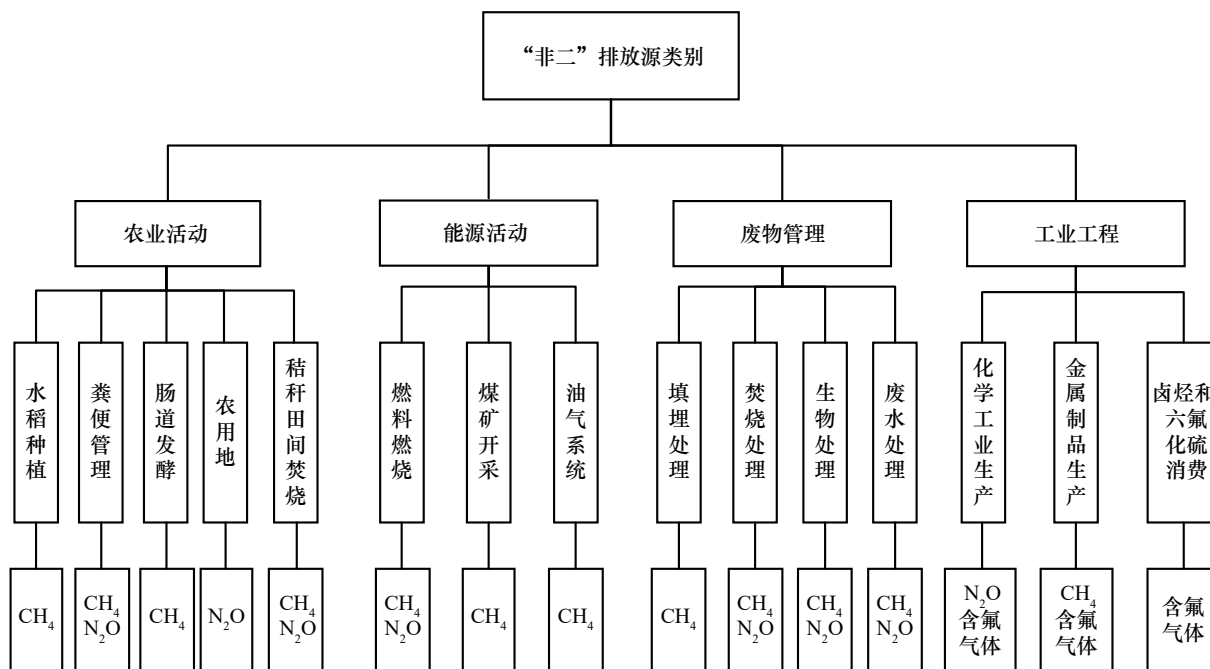 “非二”排放源类别
农业活动
能源活动
废物管理
工业工程
水稻种植
粪便管理
肠道发酵
农用地
秸秆田间焚烧
燃料燃烧
煤矿开采
油气系统
填埋处理
焚烧处理
生物处理
废水处理
化学工业生产
金属制品生产
卤烃和
六氟
化硫
消费
CH₄
CH₄
N₂O
CH₄
N₂O
CH₄
N₂O
CH₄
N₂O
CH₄
CH₄
CH₄
CH₄
N₂O
CH₄
N₂O
CH₄
N₂O
N₂O
含氟
气体
CH₄
含氟
气体
含氟
气体